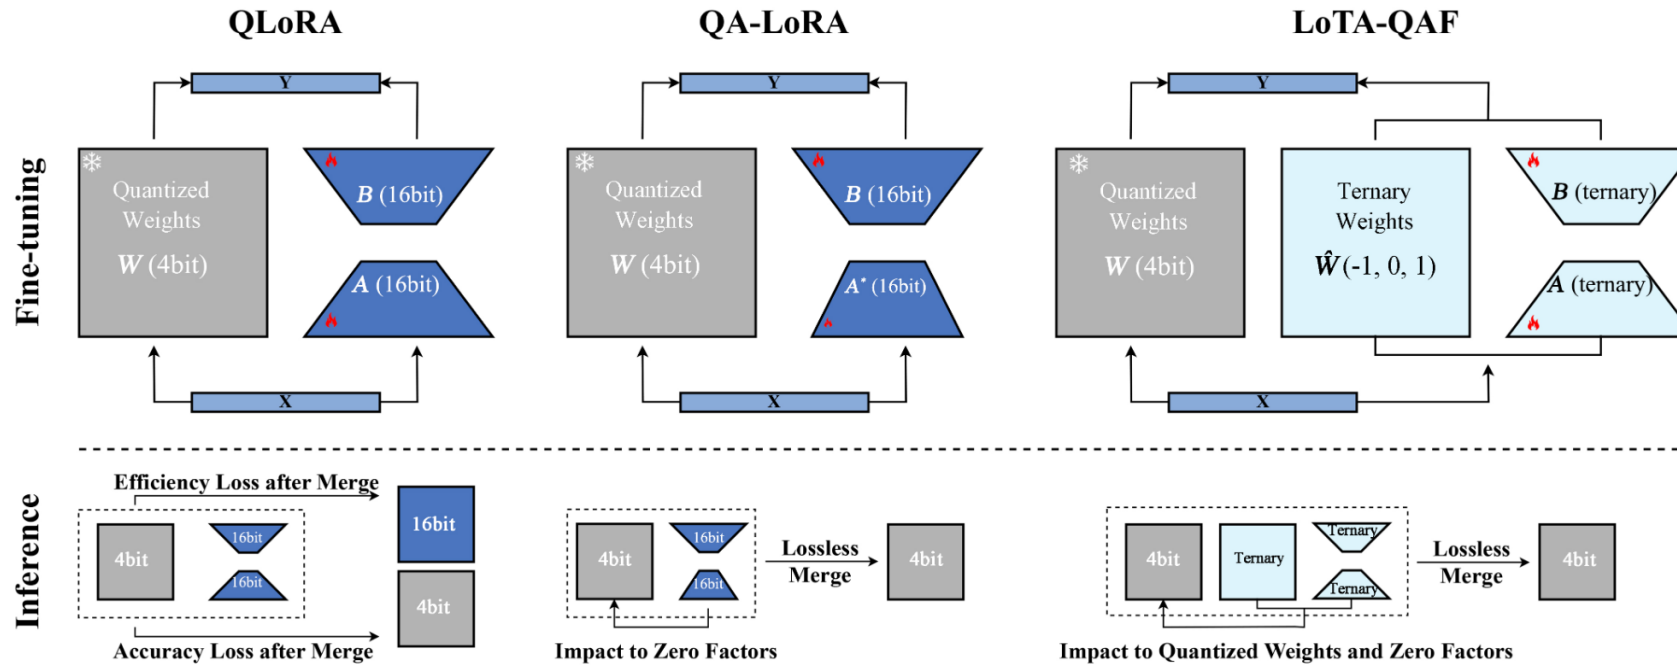 QLoRA
QA-LoRA
LoTA-QAF
Fine-tuning
Y
Quantized
Weights
W (4bit)
B (16bit)
A (16bit)
X
Y
Quantized
Weights
W (4bit)
B (16bit)
A* (16bit)
X
Y
Quantized
Weights
W (4bit)
Ternary
Weights
Ŵ(-1, 0, 1)
B (ternary)
A (ternary)
X
Inference
Efficiency Loss after Merge
4bit
16bit
16bit
16bit
4bit
Accuracy Loss after Merge
4bit
16bit
16bit
Lossless
Merge
4bit
Impact to Zero Factors
4bit
Ternary
Ternary
Ternary
Lossless
Merge
4bit
Impact to Quantized Weights and Zero Factors